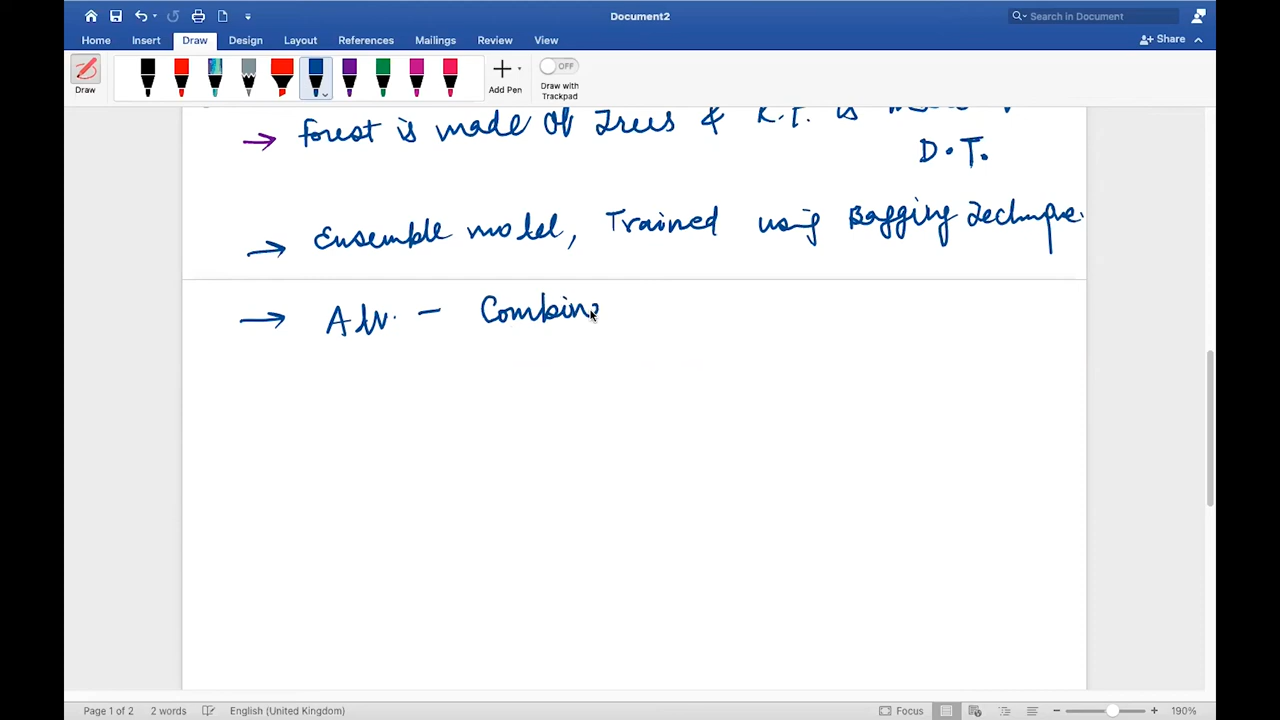 Document2
Search in Document
Home Insert Draw Design Layout References Mailings Review View
Share
OFF
Draw
Add Pen
Draw with
Trackpad
→ forest is made of Trees & R.F. is
D.T.
→ Ensemble model, Trained using Bagging Technique.
→ Adv. - Combine
Page 1 of 2 2 words English (United Kingdom) Focus 190%